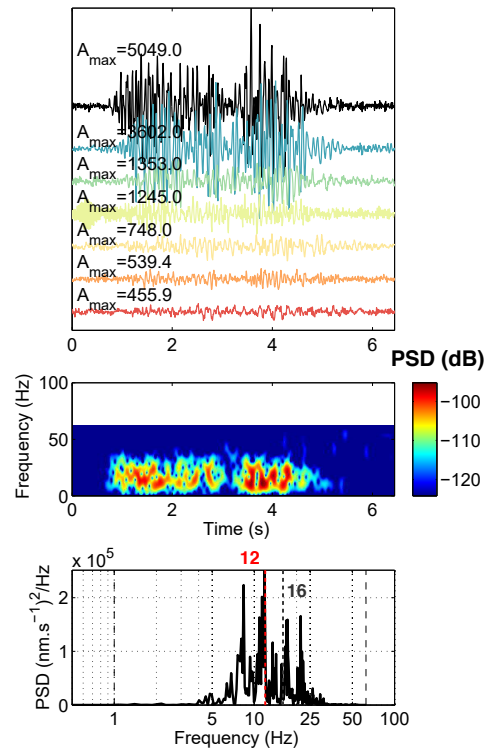 A_max=5049.0
A_max=3602.0
A_max=1353.0
A_max=1245.0
A_max=748.0
A_max=539.4
A_max=455.9
0 2 4 6
PSD (dB)
Frequency (Hz)
100
50
0
−100
−110
−120
0 2 4 6
Time (s)
x 10^5
12
16
PSD (nm.s^−1)^2/Hz
2
1
0
1 5 10 25 50 100
Frequency (Hz)